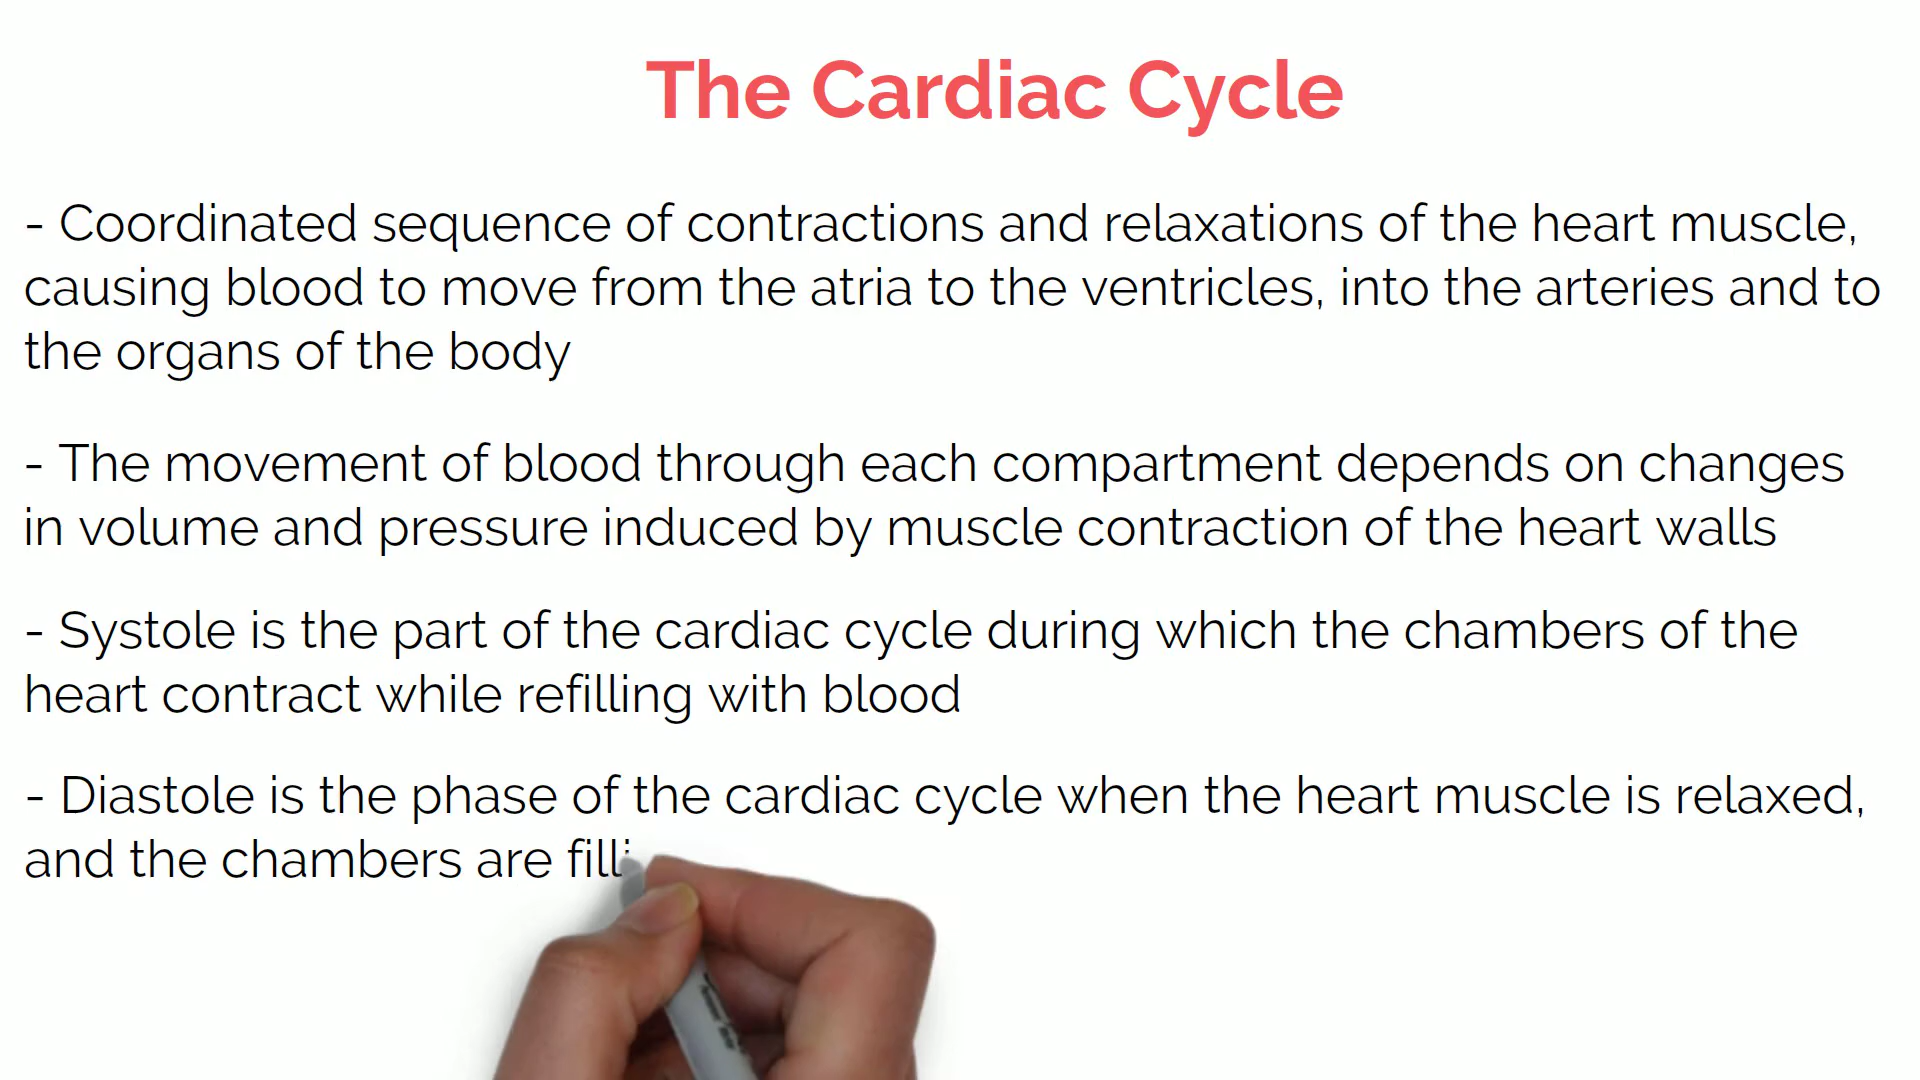 The Cardiac Cycle
- Coordinated sequence of contractions and relaxations of the heart muscle,
causing blood to move from the atria to the ventricles, into the arteries and to
the organs of the body
- The movement of blood through each compartment depends on changes
in volume and pressure induced by muscle contraction of the heart walls
- Systole is the part of the cardiac cycle during which the chambers of the
heart contract while refilling with blood
- Diastole is the phase of the cardiac cycle when the heart muscle is relaxed,
and the chambers are filli